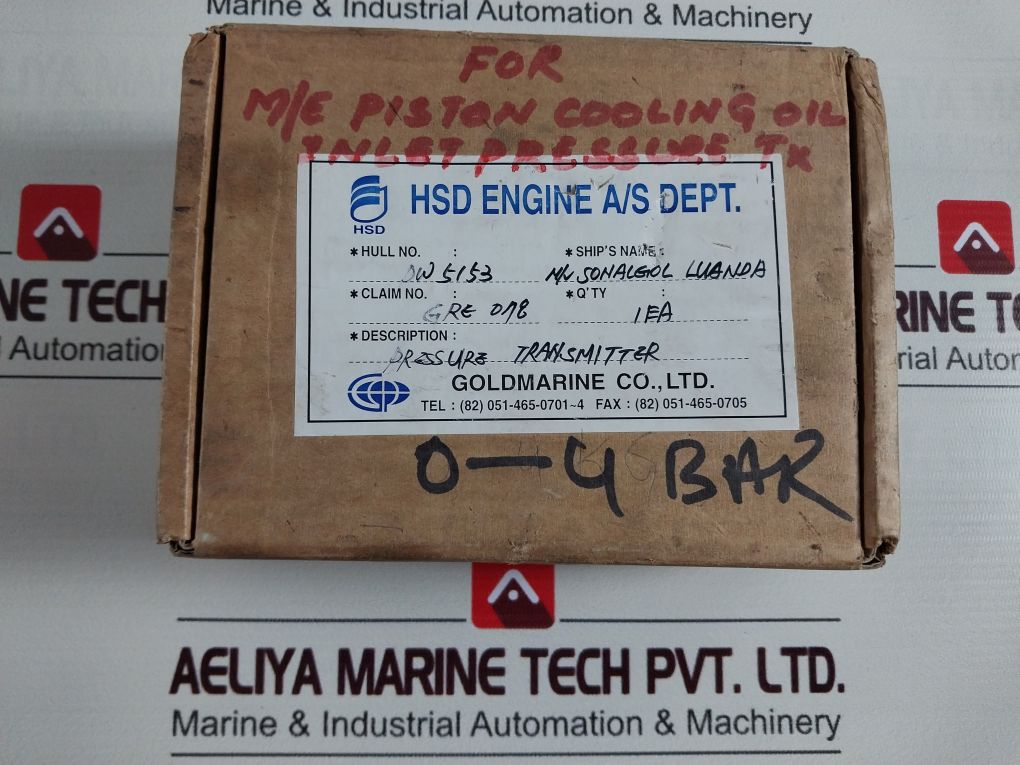 Marine & Industrial Automation & Machinery
FOR
M/E PISTON COOLING OIL
INLET PRESSURE Tx
HSD
HSD ENGINE A/S DEPT.
* HULL NO. : DW 5153
* SHIP'S NAME : M/V SONALGOL LUANDA
* CLAIM NO. : GRE 078
* Q'TY : 1EA
* DESCRIPTION :
PRESSURE TRANSMITTER
GOLDMARINE CO.,LTD.
TEL : (82) 051-465-0701~4 FAX : (82) 051-465-0705
0-4 BAR
NE TECH
Automation
RINE T
rial Autom
AELIYA MARINE TECH PVT. LTD.
Marine & Industrial Automation & Machinery